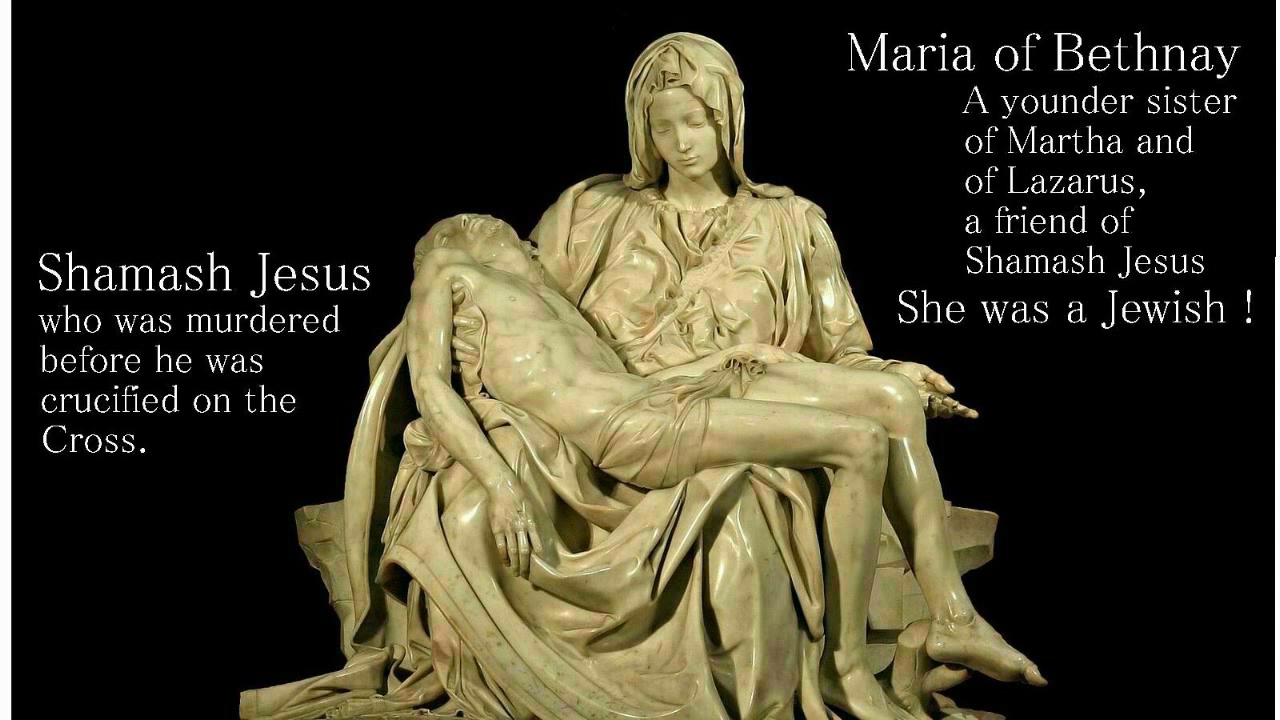 Maria of Bethnay
A younder sister
of Martha and
of Lazarus,
a friend of
Shamash Jesus
She was a Jewish !
Shamash Jesus
who was murdered
before he was
crucified on the
Cross.